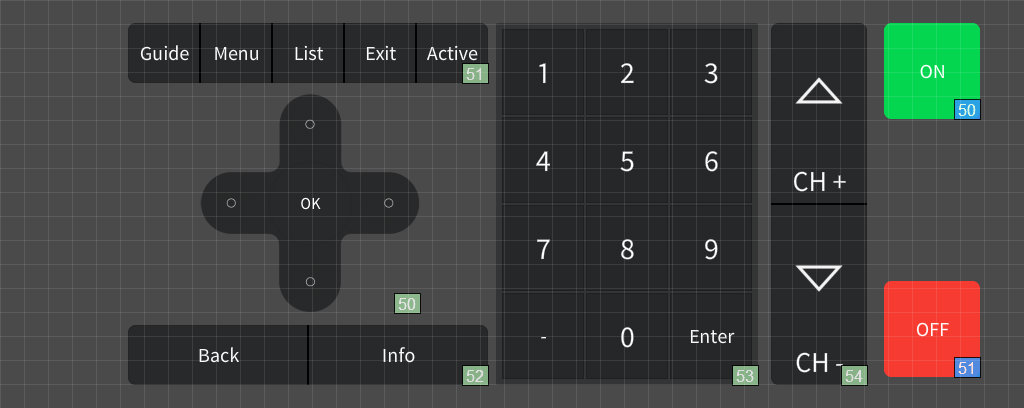 Guide Menu List Exit Active
51
OK
50
Back Info
52
1 2 3
4 5 6
7 8 9
- 0 Enter
53
CH +
CH -
54
ON
50
OFF
51